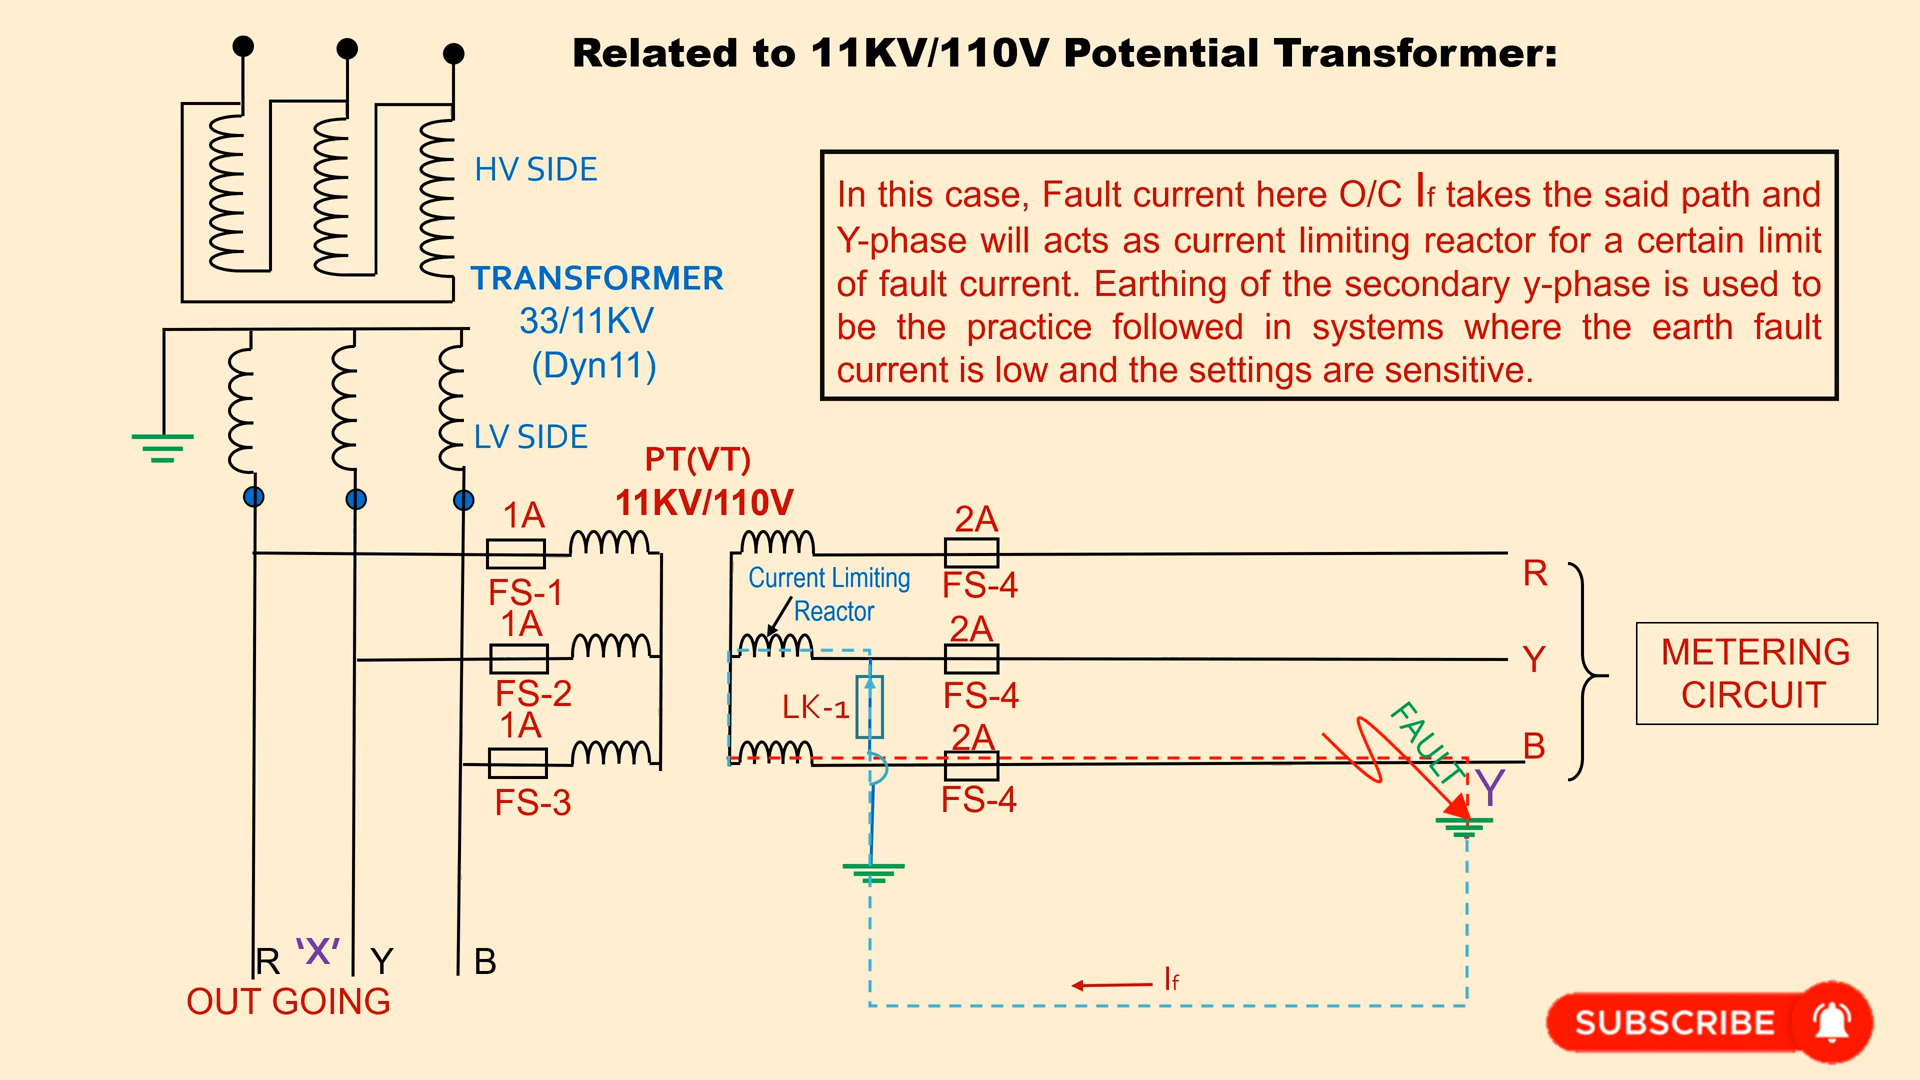 Related to 11KV/110V Potential Transformer:
HV SIDE
In this case, Fault current here O/C If takes the said path and
Y-phase will acts as current limiting reactor for a certain limit
of fault current. Earthing of the secondary y-phase is used to
be the practice followed in systems where the earth fault
current is low and the settings are sensitive.
TRANSFORMER
33/11KV
(Dyn11)
LV SIDE
PT(VT)
11KV/110V
1A
FS-1
1A
FS-2
1A
FS-3
2A
FS-4
Current Limiting
Reactor
2A
FS-4
LK-1
2A
FS-4
R
Y
B
FAULT
Y
METERING
CIRCUIT
R 'X' Y B
OUT GOING
If
SUBSCRIBE